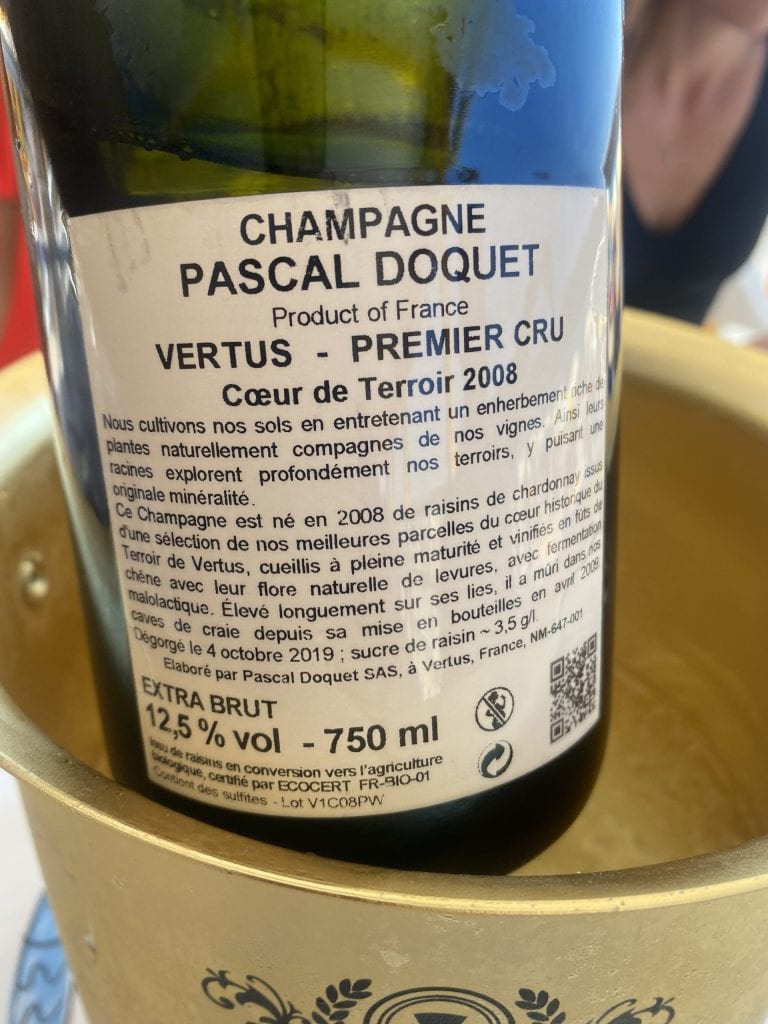 CHAMPAGNE
PASCAL DOQUET
Product of France
VERTUS - PREMIER CRU
Cœur de Terroir 2008
Nous cultivons nos sols en entretenant un enherbement riche de
plantes naturellement compagnes de nos vignes. Ainsi leurs
racines explorent profondément nos terroirs, y puisant une
originale minéralité.
Ce Champagne est né en 2008 de raisins de chardonnay issus
d'une sélection de nos meilleures parcelles du cœur historique du
Terroir de Vertus, cueillis à pleine maturité et vinifiés en fûts de
chêne avec leur flore naturelle de levures, avec fermentation
malolactique. Élevé longuement sur ses lies, il a mûri dans nos
caves de craie depuis sa mise en bouteilles en avril 2009.
Dégorgé le 4 octobre 2019 ; sucre de raisin ~ 3,5 g/l.
Elaboré par Pascal Doquet SAS, à Vertus, France, NM-647-001
EXTRA BRUT
12,5 % vol - 750 ml
Issu de raisins en conversion vers l'agriculture
biologique, certifié par ECOCERT FR-BIO-01
Contient des sulfites - Lot V1C08PW